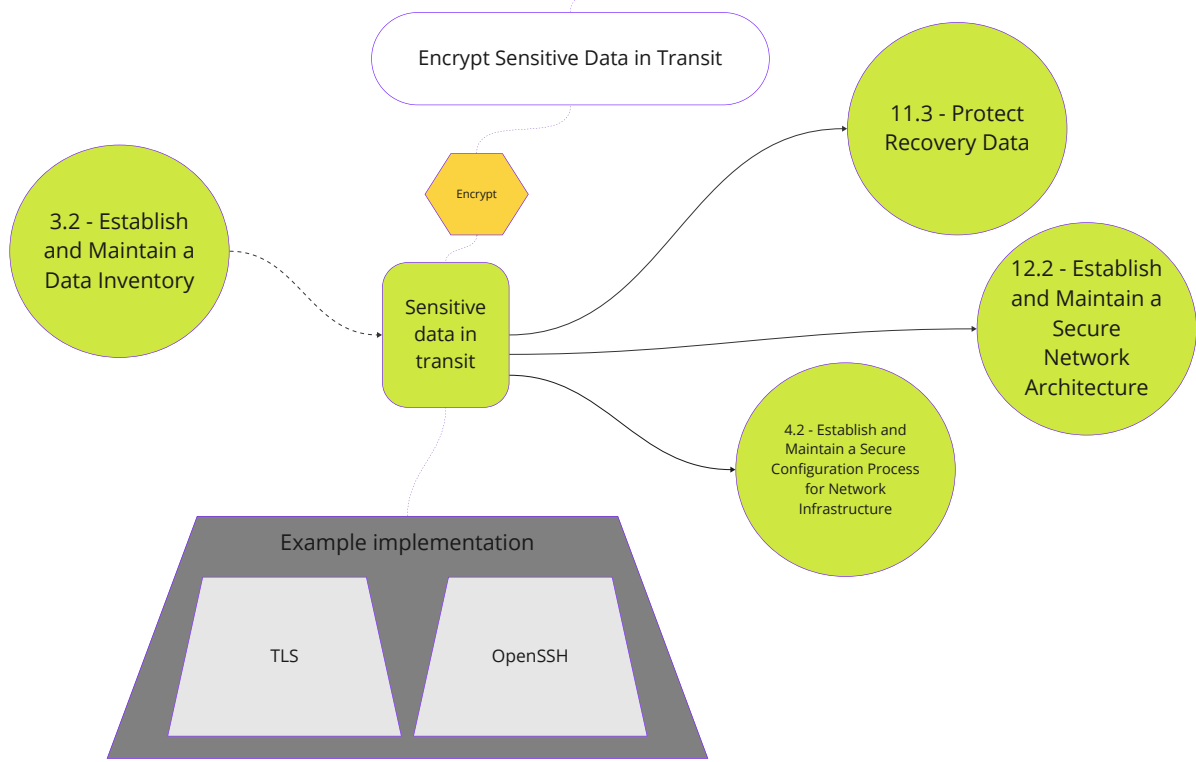 Encrypt Sensitive Data in Transit
11.3 - Protect
Recovery Data
Encrypt
3.2 - Establish
and Maintain a
Data Inventory
Sensitive
data in
transit
12.2 - Establish
and Maintain a
Secure
Network
Architecture
4.2 - Establish and
Maintain a Secure
Configuration Process
for Network
Infrastructure
Example implementation
TLS
OpenSSH